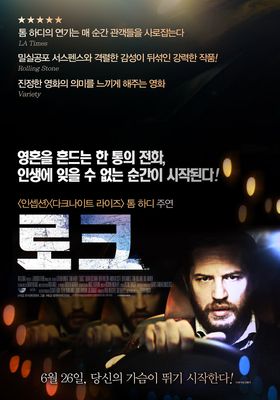 ★★★★★
톰 하디의 연기는 매 순간 관객들을 사로잡는다
LA Times
밀실공포 서스펜스와 격렬한 감성이 뒤섞인 강력한 작품!
Rolling Stone
진정한 영화의 의미를 느끼게 해주는 영화
Variety
영혼을 흔드는 한 통의 전화,
인생에 잊을 수 없는 순간이 시작된다!
<인셉션><다크나이트 라이즈> 톰 하디 주연
로크
6월 26일, 당신의 가슴이 뛰기 시작한다!